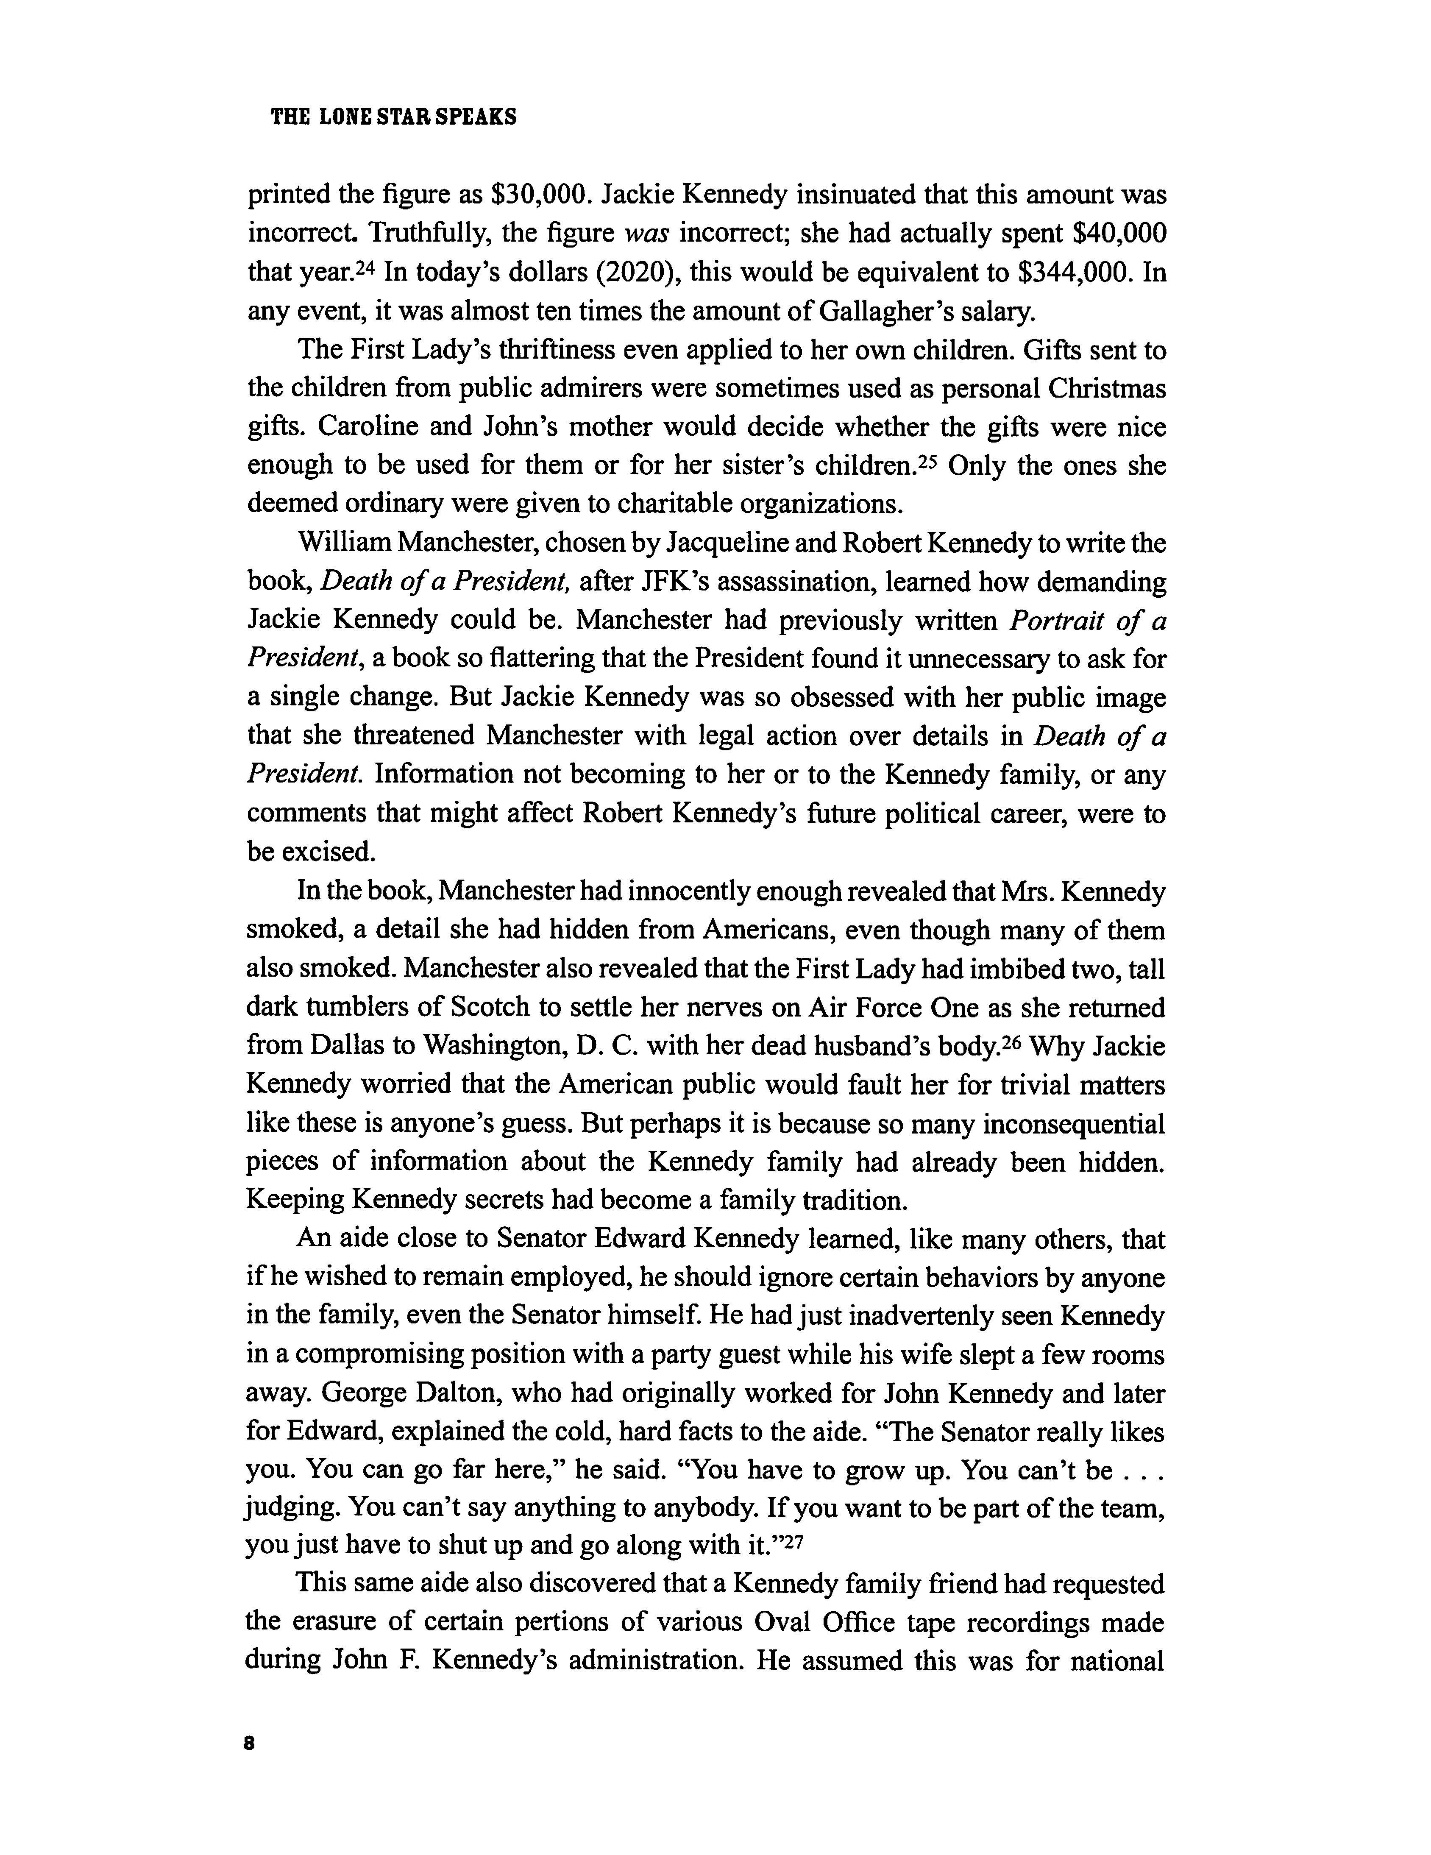 THE LONE STAR SPEAKS
printed the figure as $30,000. Jackie Kennedy insinuated that this amount was
incorrect. Truthfully, the figure was incorrect; she had actually spent $40,000
that year.24 In today’s dollars (2020), this would be equivalent to $344,000. In
any event, it was almost ten times the amount of Gallagher’s salary.
The First Lady’s thriftiness even applied to her own children. Gifts sent to
the children from public admirers were sometimes used as personal Christmas
gifts. Caroline and John’s mother would decide whether the gifts were nice
enough to be used for them or for her sister’s children.25 Only the ones she
deemed ordinary were given to charitable organizations.
William Manchester, chosen by Jacqueline and Robert Kennedy to write the
book, Death of a President, after JFK’s assassination, learned how demanding
Jackie Kennedy could be. Manchester had previously written Portrait of a
President, a book so flattering that the President found it unnecessary to ask for
a single change. But Jackie Kennedy was so obsessed with her public image
that she threatened Manchester with legal action over details in Death of a
President. Information not becoming to her or to the Kennedy family, or any
comments that might affect Robert Kennedy’s future political career, were to
be excised.
In the book, Manchester had innocently enough revealed that Mrs. Kennedy
smoked, a detail she had hidden from Americans, even though many of them
also smoked. Manchester also revealed that the First Lady had imbibed two, tall
dark tumblers of Scotch to settle her nerves on Air Force One as she returned
from Dallas to Washington, D. C. with her dead husband’s body.26 Why Jackie
Kennedy worried that the American public would fault her for trivial matters
like these is anyone’s guess. But perhaps it is because so many inconsequential
pieces of information about the Kennedy family had already been hidden.
Keeping Kennedy secrets had become a family tradition.
An aide close to Senator Edward Kennedy learned, like many others, that
if he wished to remain employed, he should ignore certain behaviors by anyone
in the family, even the Senator himself. He had just inadvertenly seen Kennedy
in a compromising position with a party guest while his wife slept a few rooms
away. George Dalton, who had originally worked for John Kennedy and later
for Edward, explained the cold, hard facts to the aide. “The Senator really likes
you. You can go far here,” he said. “You have to grow up. You can’t be . . .
judging. You can’t say anything to anybody. If you want to be part of the team,
you just have to shut up and go along with it.”27
This same aide also discovered that a Kennedy family friend had requested
the erasure of certain pertions of various Oval Office tape recordings made
during John F. Kennedy’s administration. He assumed this was for national
8